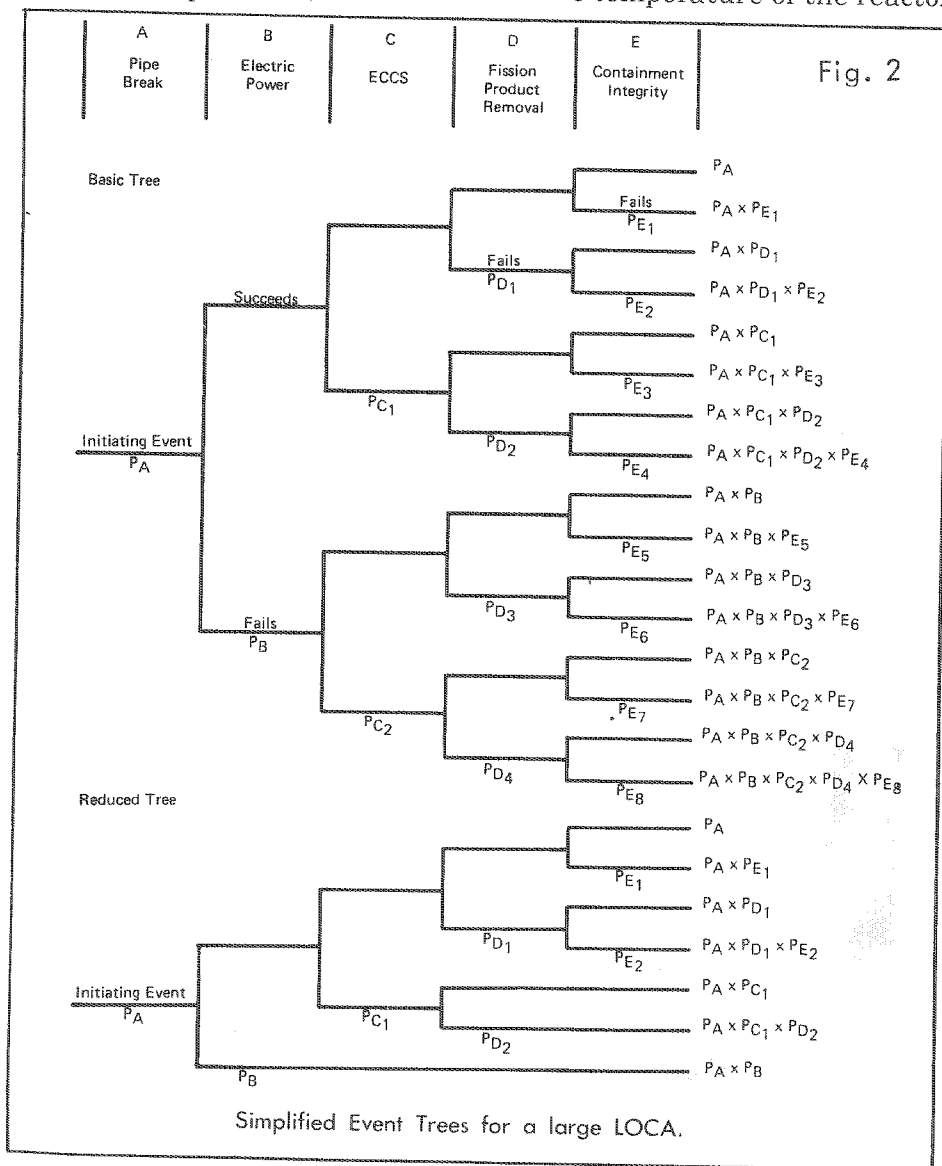 temperature of the reactor
A B C D E
Pipe Electric ECCS Fission Containment Fig. 2
Break Power Product Integrity
Removal
Basic Tree
P_A
Fails
P_E1 P_A x P_E1
Fails P_A x P_D1
P_D1
Succeeds P_E2 P_A x P_D1 x P_E2
P_A x P_C1
P_E3 P_A x P_C1 x P_E3
P_C1 P_A x P_C1 x P_D2
Initiating Event P_D2
P_A P_E4 P_A x P_C1 x P_D2 x P_E4
P_A x P_B
P_E5 P_A x P_B x P_E5
P_A x P_B x P_D3
P_D3
Fails P_E6 P_A x P_B x P_D3 x P_E6
P_B
P_A x P_B x P_C2
P_E7 P_A x P_B x P_C2 x P_E7
P_C2
P_A x P_B x P_C2 x P_D4
P_D4
P_E8 P_A x P_B x P_C2 x P_D4 x P_E8
Reduced Tree
P_A
P_E1 P_A x P_E1
P_A x P_D1
P_D1
P_E2 P_A x P_D1 x P_E2
Initiating Event P_A x P_C1
P_A P_C1
P_D2 P_A x P_C1 x P_D2
P_B P_A x P_B
Simplified Event Trees for a large LOCA.